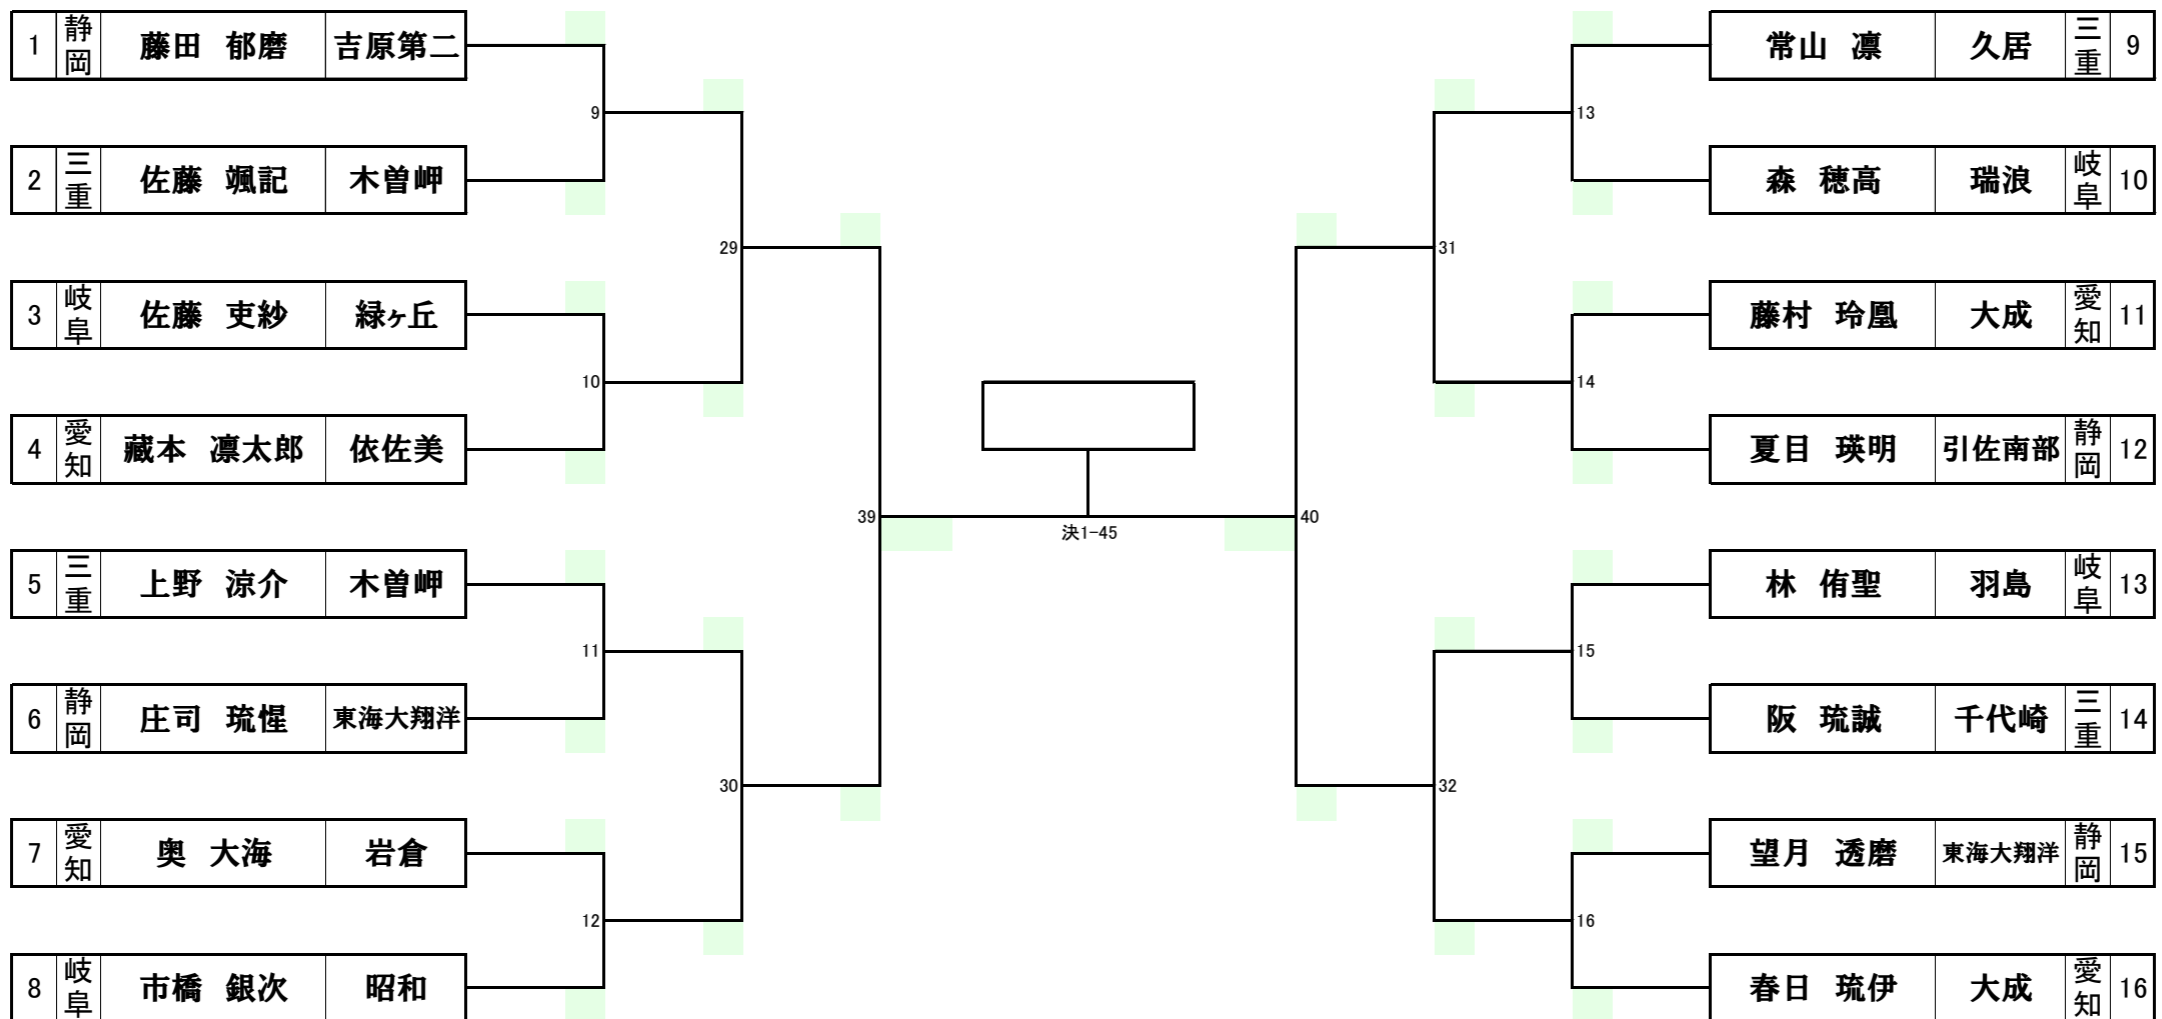 1 静岡 藤田 郁磨 吉原第二
2 三重 佐藤 颯記 木曽岬
3 岐阜 佐藤 吏紗 緑ヶ丘
4 愛知 藏本 凛太郎 依佐美
5 三重 上野 涼介 木曽岬
6 静岡 庄司 琉惺 東海大翔洋
7 愛知 奥 大海 岩倉
8 岐阜 市橋 銀次 昭和
9
10
11
12
29
30
39
決1-45
40
31
32
13
14
15
16
常山 凛 久居 三重 9
森 穂高 瑞浪 岐阜 10
藤村 玲凰 大成 愛知 11
夏目 瑛明 引佐南部 静岡 12
林 侑聖 羽島 岐阜 13
阪 琉誠 千代崎 三重 14
望月 透磨 東海大翔洋 静岡 15
春日 琉伊 大成 愛知 16